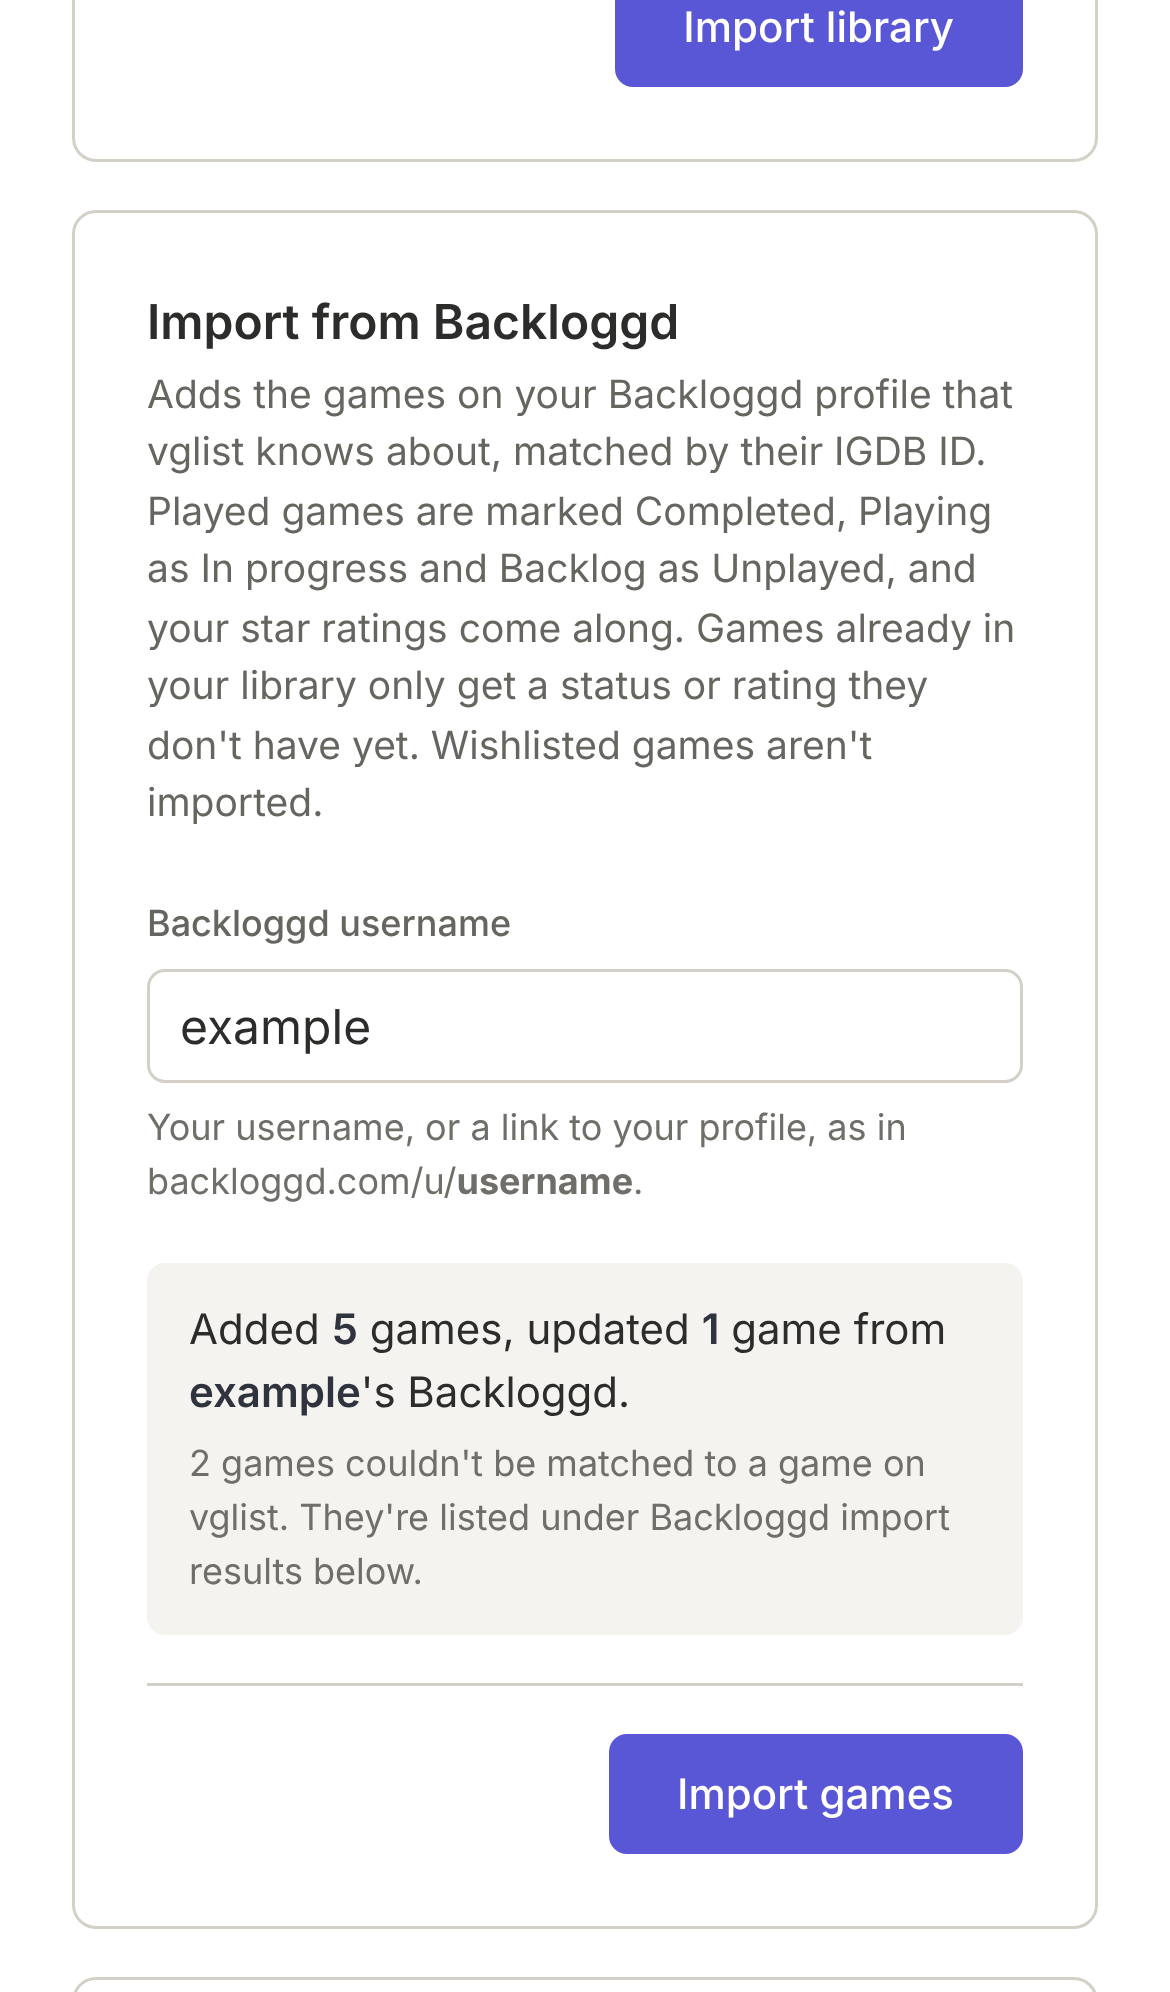 Import library
Import from Backloggd
Adds the games on your Backloggd profile that
vglist knows about, matched by their IGDB ID.
Played games are marked Completed, Playing
as In progress and Backlog as Unplayed, and
your star ratings come along. Games already in
your library only get a status or rating they
don't have yet. Wishlisted games aren't
imported.
Backloggd username
example
Your username, or a link to your profile, as in
backloggd.com/u/username.
Added 5 games, updated 1 game from
example's Backloggd.
2 games couldn't be matched to a game on
vglist. They're listed under Backloggd import
results below.
Import games